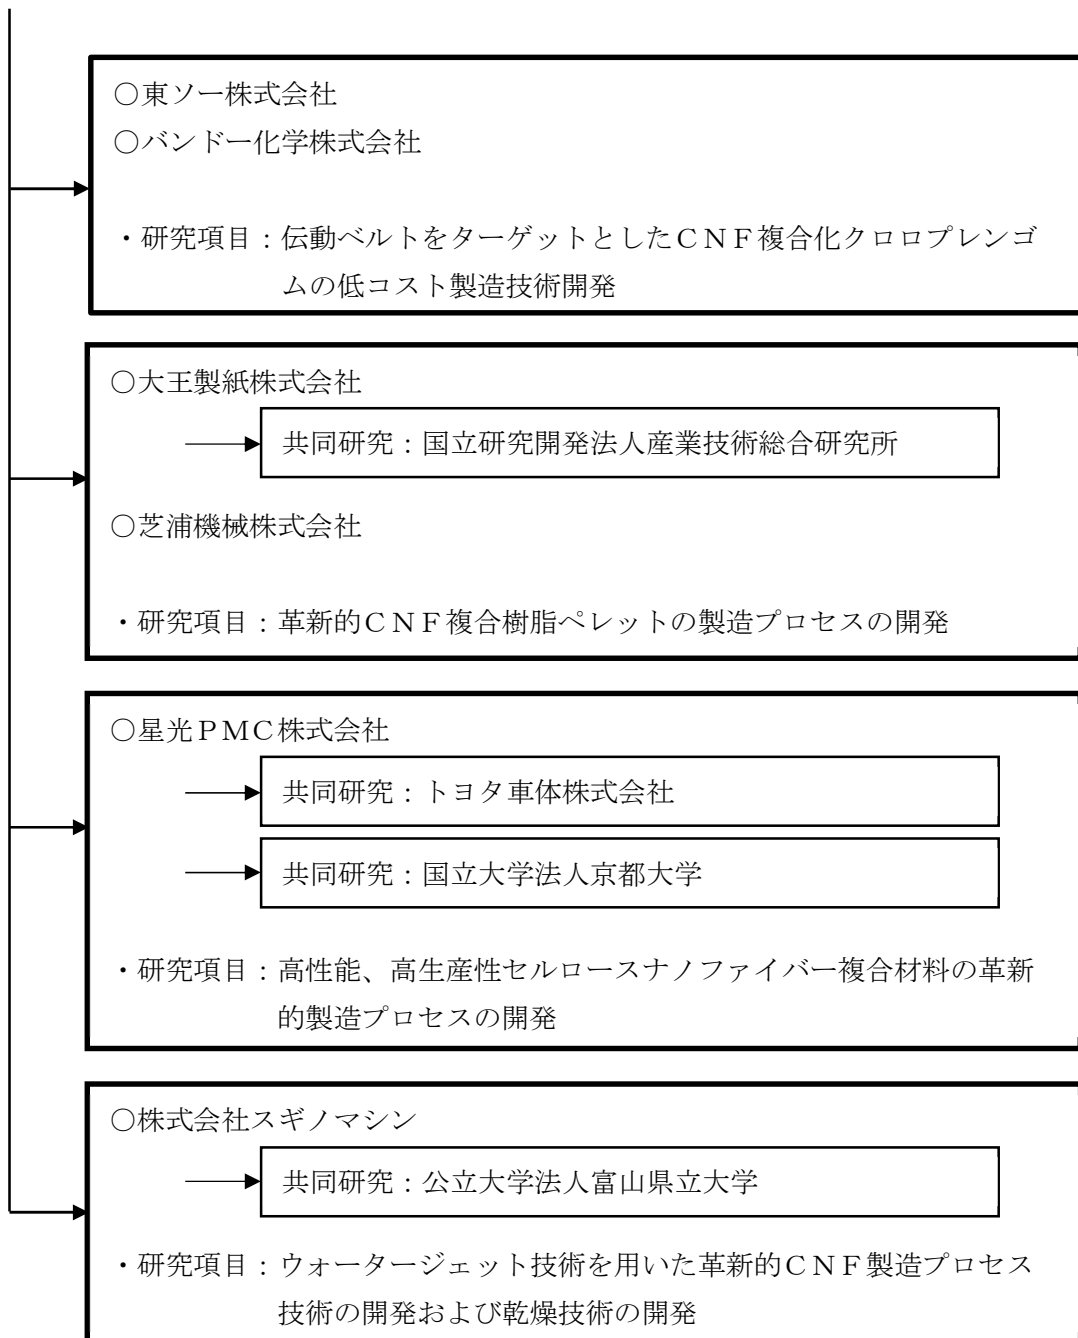 ○東ソー株式会社
○バンドー化学株式会社
・研究項目：伝動ベルトをターゲットとしたＣＮＦ複合化クロロプレンゴ
ムの低コスト製造技術開発
○大王製紙株式会社
共同研究：国立研究開発法人産業技術総合研究所
○芝浦機械株式会社
・研究項目：革新的ＣＮＦ複合樹脂ペレットの製造プロセスの開発
○星光ＰＭＣ株式会社
共同研究：トヨタ車体株式会社
共同研究：国立大学法人京都大学
・研究項目：高性能、高生産性セルロースナノファイバー複合材料の革新
的製造プロセスの開発
○株式会社スギノマシン
共同研究：公立大学法人富山県立大学
・研究項目：ウォータージェット技術を用いた革新的ＣＮＦ製造プロセス
技術の開発および乾燥技術の開発